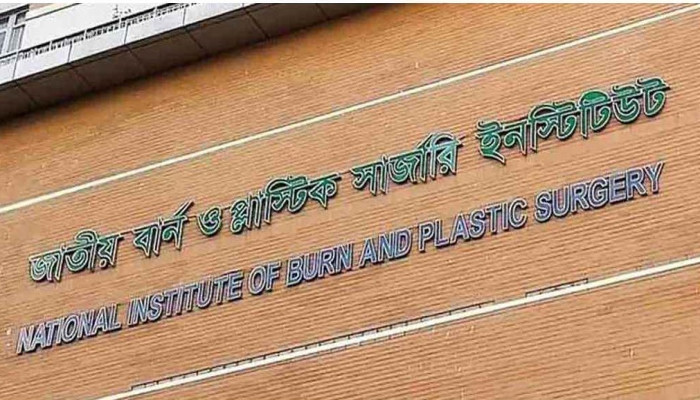 জাতীয় বার্ন ও প্লাস্টিক সার্জারি ইনস্টিটিউট
NATIONAL INSTITUTE OF BURN AND PLASTIC SURGERY